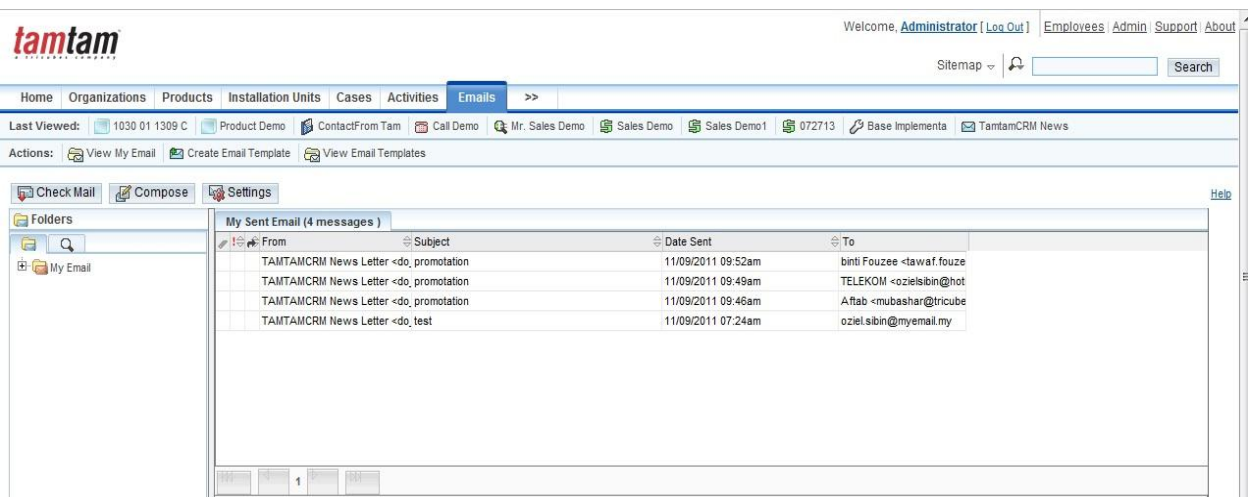 Welcome, Administrator [ Log Out ] Employees Admin Support About
tamtam
a tricubes company
Sitemap Search
Home Organizations Products Installation Units Cases Activities Emails >>
Last Viewed: 1030 01 1309 C Product Demo ContactFrom Tam Call Demo Mr. Sales Demo Sales Demo Sales Demo1 072713 Base Implementa TamtamCRM News
Actions: View My Email Create Email Template View Email Templates
Check Mail Compose Settings Help
Folders My Sent Email (4 messages )
! From Subject Date Sent To
My Email
TAMTAMCRM News Letter <do_ promotation 11/09/2011 09:52am binti Fouzee <tawaf.fouze
TAMTAMCRM News Letter <do_ promotation 11/09/2011 09:49am TELEKOM <ozielsibin@hot
TAMTAMCRM News Letter <do_ promotation 11/09/2011 09:46am Aftab <mubashar@tricube
TAMTAMCRM News Letter <do_ test 11/09/2011 07:24am oziel.sibin@myemail.my
1